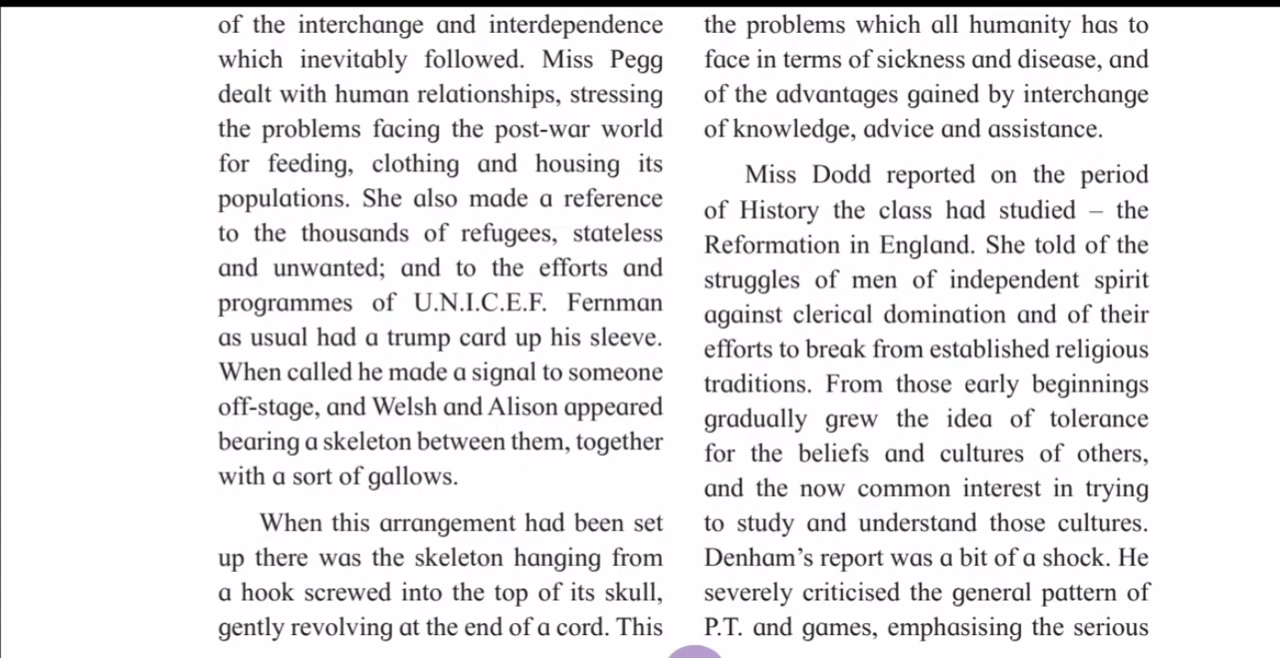 of the interchange and interdependence
which inevitably followed. Miss Pegg
dealt with human relationships, stressing
the problems facing the post-war world
for feeding, clothing and housing its
populations. She also made a reference
to the thousands of refugees, stateless
and unwanted; and to the efforts and
programmes of U.N.I.C.E.F. Fernman
as usual had a trump card up his sleeve.
When called he made a signal to someone
off-stage, and Welsh and Alison appeared
bearing a skeleton between them, together
with a sort of gallows.
When this arrangement had been set
up there was the skeleton hanging from
a hook screwed into the top of its skull,
gently revolving at the end of a cord. This
the problems which all humanity has to
face in terms of sickness and disease, and
of the advantages gained by interchange
of knowledge, advice and assistance.
Miss Dodd reported on the period
of History the class had studied – the
Reformation in England. She told of the
struggles of men of independent spirit
against clerical domination and of their
efforts to break from established religious
traditions. From those early beginnings
gradually grew the idea of tolerance
for the beliefs and cultures of others,
and the now common interest in trying
to study and understand those cultures.
Denham’s report was a bit of a shock. He
severely criticised the general pattern of
P.T. and games, emphasising the serious